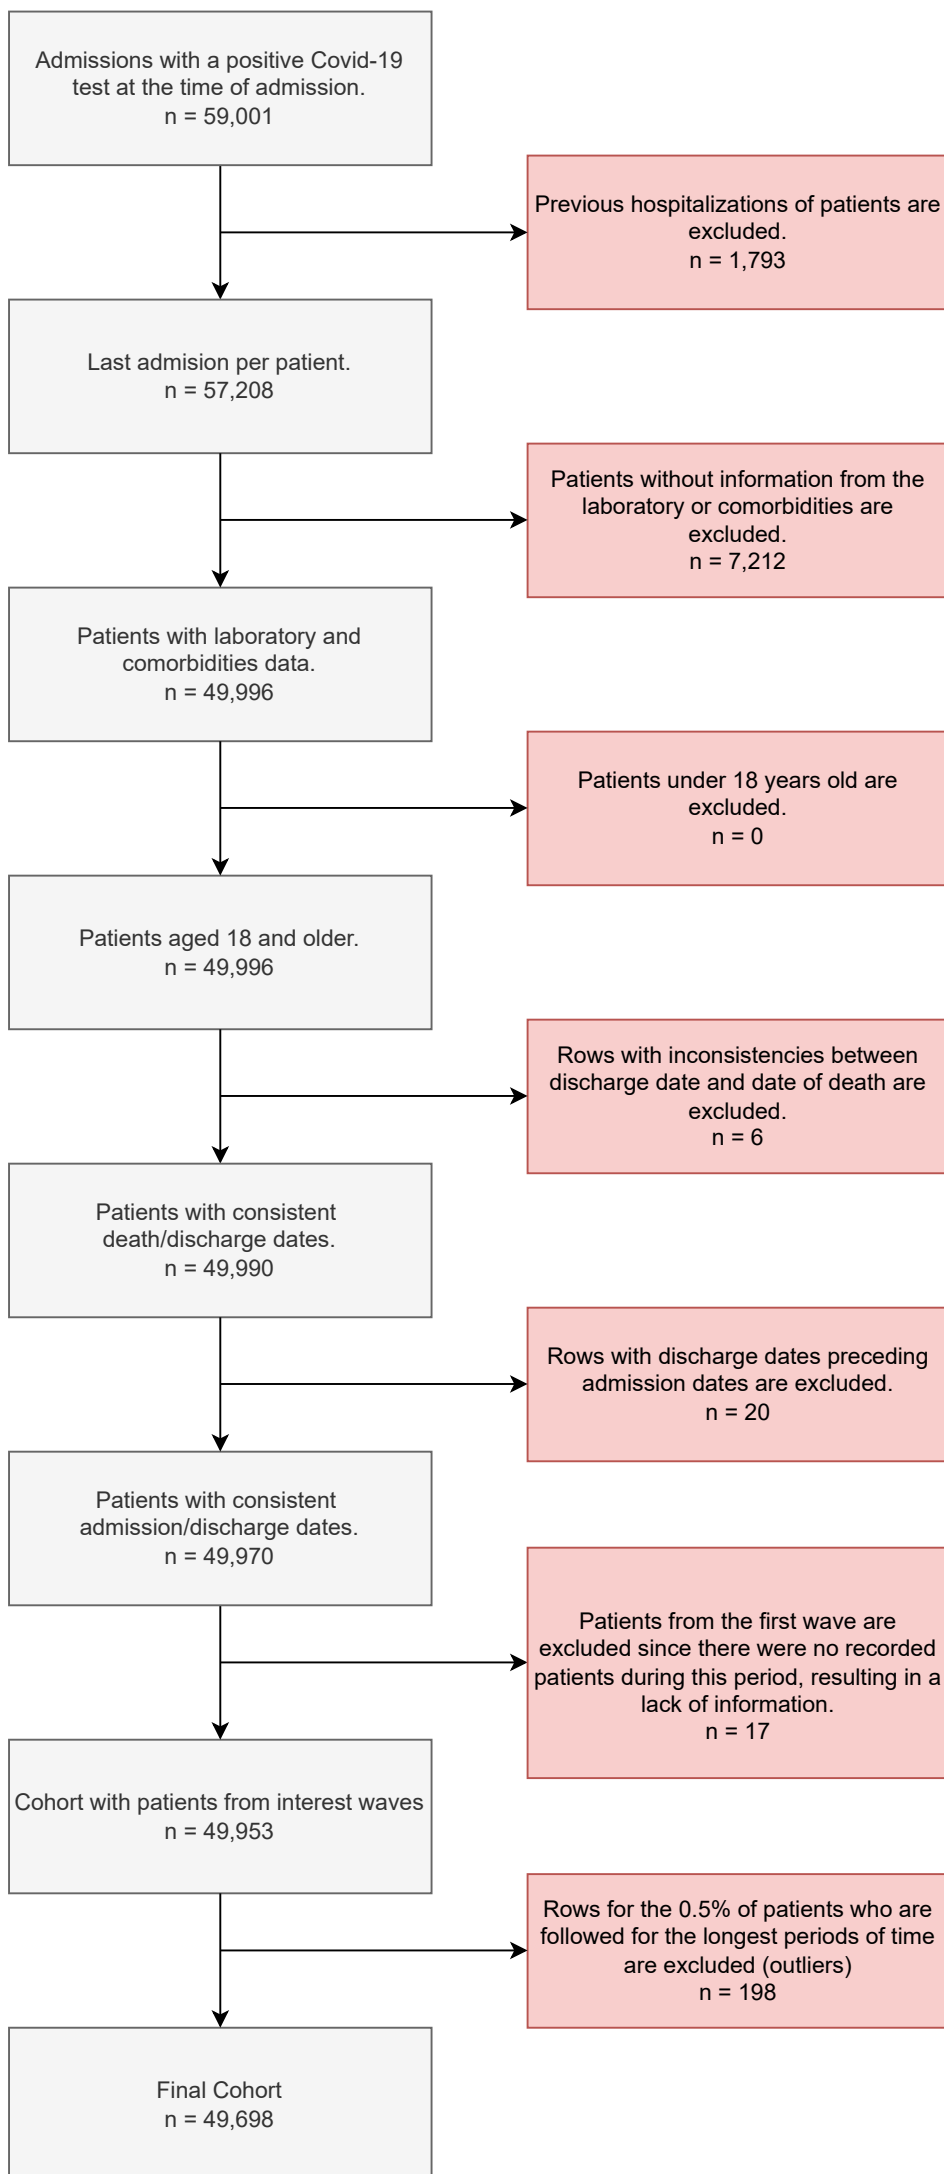 Admissions with a positive Covid-19
test at the time of admission.
n = 59,001
Previous hospitalizations of patients are
excluded.
n = 1,793
Last admision per patient.
n = 57,208
Patients without information from the
laboratory or comorbidities are
excluded.
n = 7,212
Patients with laboratory and
comorbidities data.
n = 49,996
Patients under 18 years old are
excluded.
n = 0
Patients aged 18 and older.
n = 49,996
Rows with inconsistencies between
discharge date and date of death are
excluded.
n = 6
Patients with consistent
death/discharge dates.
n = 49,990
Rows with discharge dates preceding
admission dates are excluded.
n = 20
Patients with consistent
admission/discharge dates.
n = 49,970
Patients from the first wave are
excluded since there were no recorded
patients during this period, resulting in a
lack of information.
n = 17
Cohort with patients from interest waves
n = 49,953
Rows for the 0.5% of patients who are
followed for the longest periods of time
are excluded (outliers)
n = 198
Final Cohort
n = 49,698